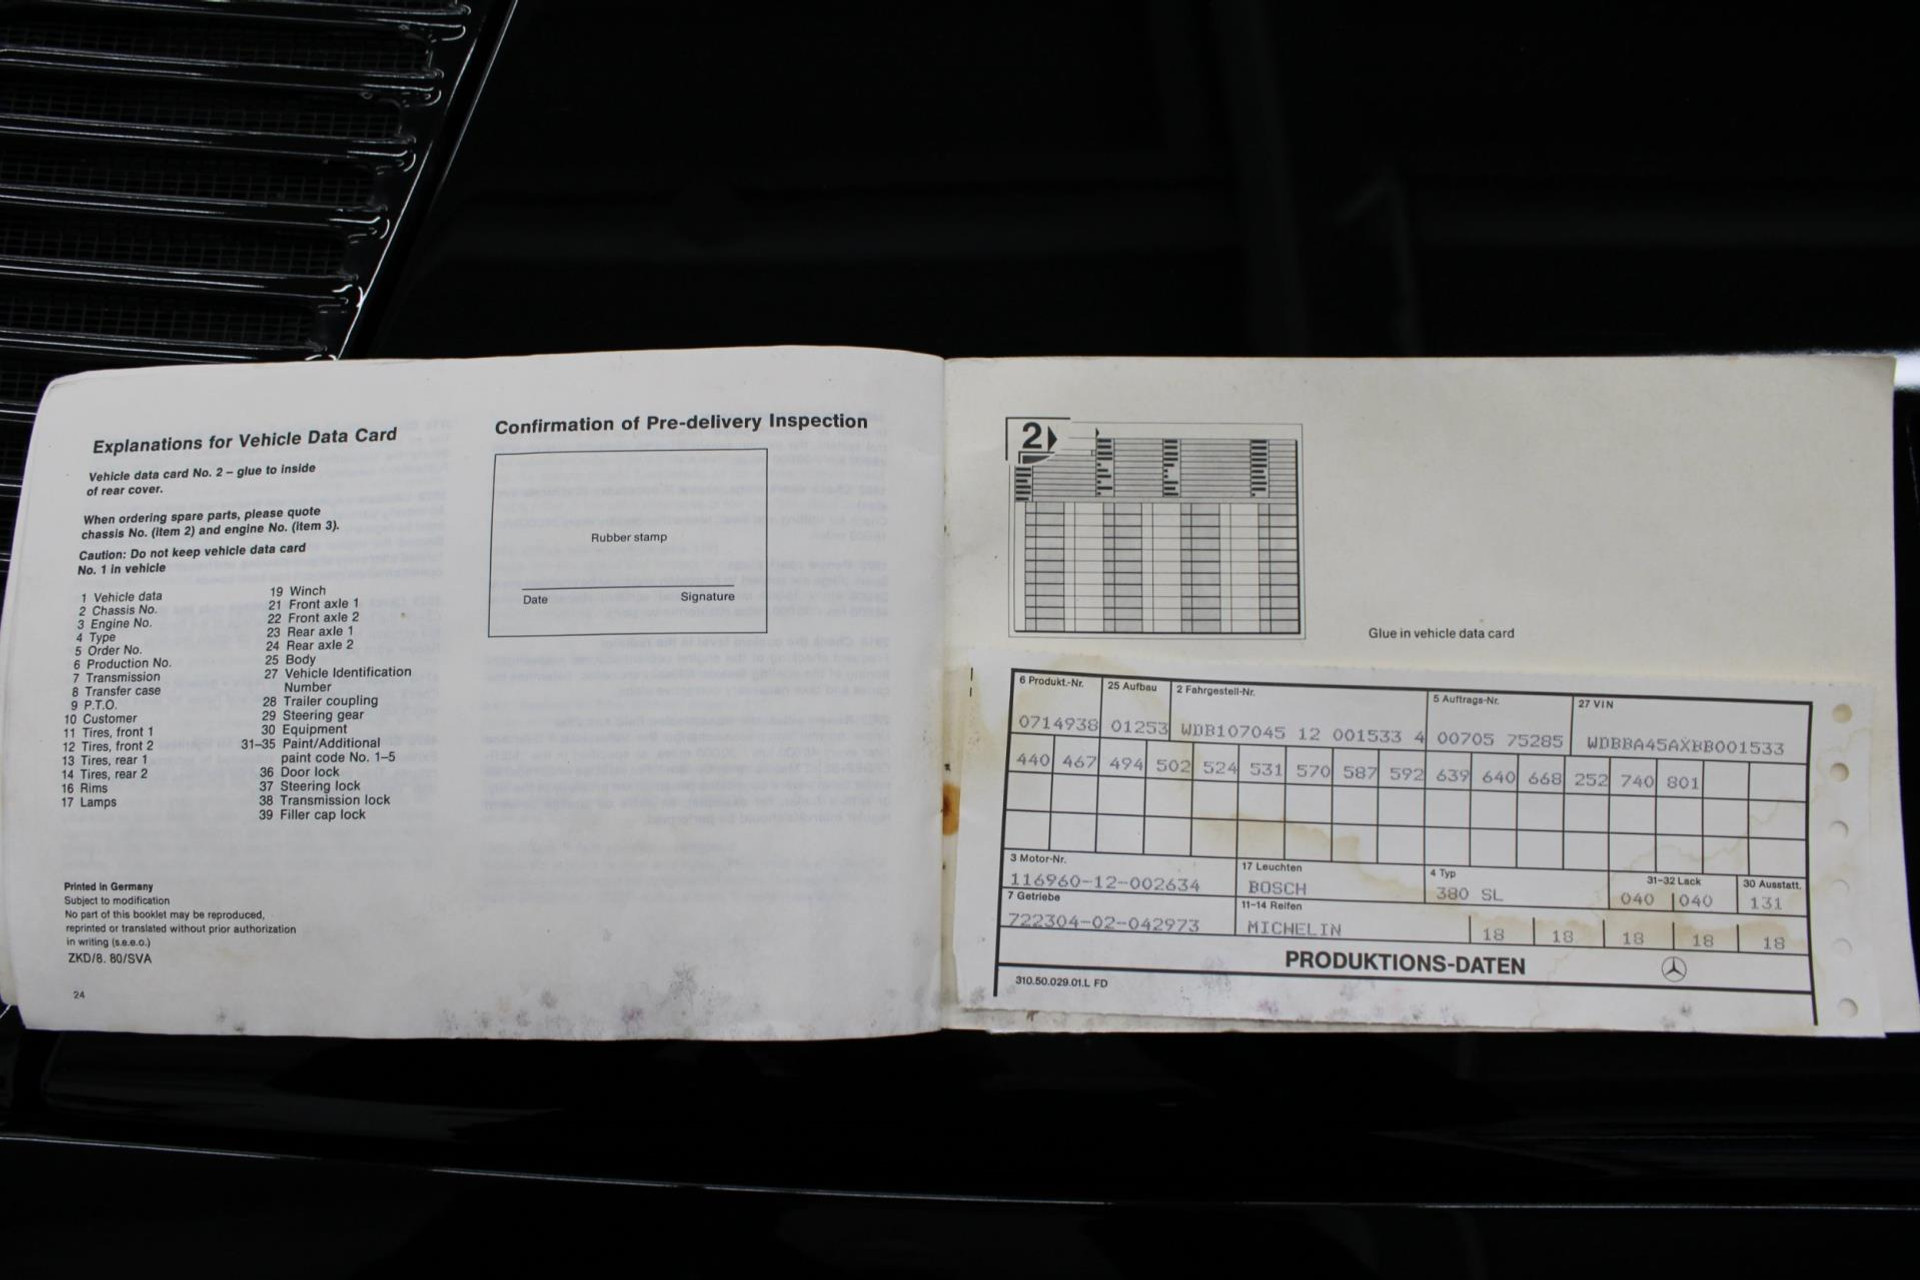 Explanations for Vehicle Data Card
Vehicle data card No. 2 – glue to inside
of rear cover.
When ordering spare parts, please quote
chassis No. (item 2) and engine No. (item 3).
Caution: Do not keep vehicle data card
No. 1 in vehicle
1 Vehicle data
2 Chassis No.
3 Engine No.
4 Type
5 Order No.
6 Production No.
7 Transmission
8 Transfer case
9 P.T.O.
10 Customer
11 Tires, front 1
12 Tires, front 2
13 Tires, rear 1
14 Tires, rear 2
16 Rims
17 Lamps
19 Winch
21 Front axle 1
22 Front axle 2
23 Rear axle 1
24 Rear axle 2
25 Body
27 Vehicle Identification
Number
28 Trailer coupling
29 Steering gear
30 Equipment
31–35 Paint/Additional
paint code No. 1–5
36 Door lock
37 Steering lock
38 Transmission lock
39 Filler cap lock
Printed in Germany
Subject to modification
No part of this booklet may be reproduced,
reprinted or translated without prior authorization
in writing (s.e.e.o.)
ZKD/8. 80/SVA
24
Confirmation of Pre-delivery Inspection
Rubber stamp
Date Signature
2
Glue in vehicle data card
6 Produkt.-Nr. 25 Aufbau 2 Fahrgestell-Nr. 5 Auftrags-Nr. 27 VIN
0714938 01253 WDB107045 12 001533 4 00705 75285 WDBBA45AXBB001533
440 467 494 502 524 531 570 587 592 639 640 668 252 740 801
3 Motor-Nr. 17 Leuchten 4 Typ 31-32 Lack 30 Ausstatt.
116960-12-002634 BOSCH 380 SL 040 040 131
7 Getriebe 11-14 Reifen
722304-02-042973 MICHELIN 18 18 18 18 18
PRODUKTIONS-DATEN
310.50.029.01.L FD